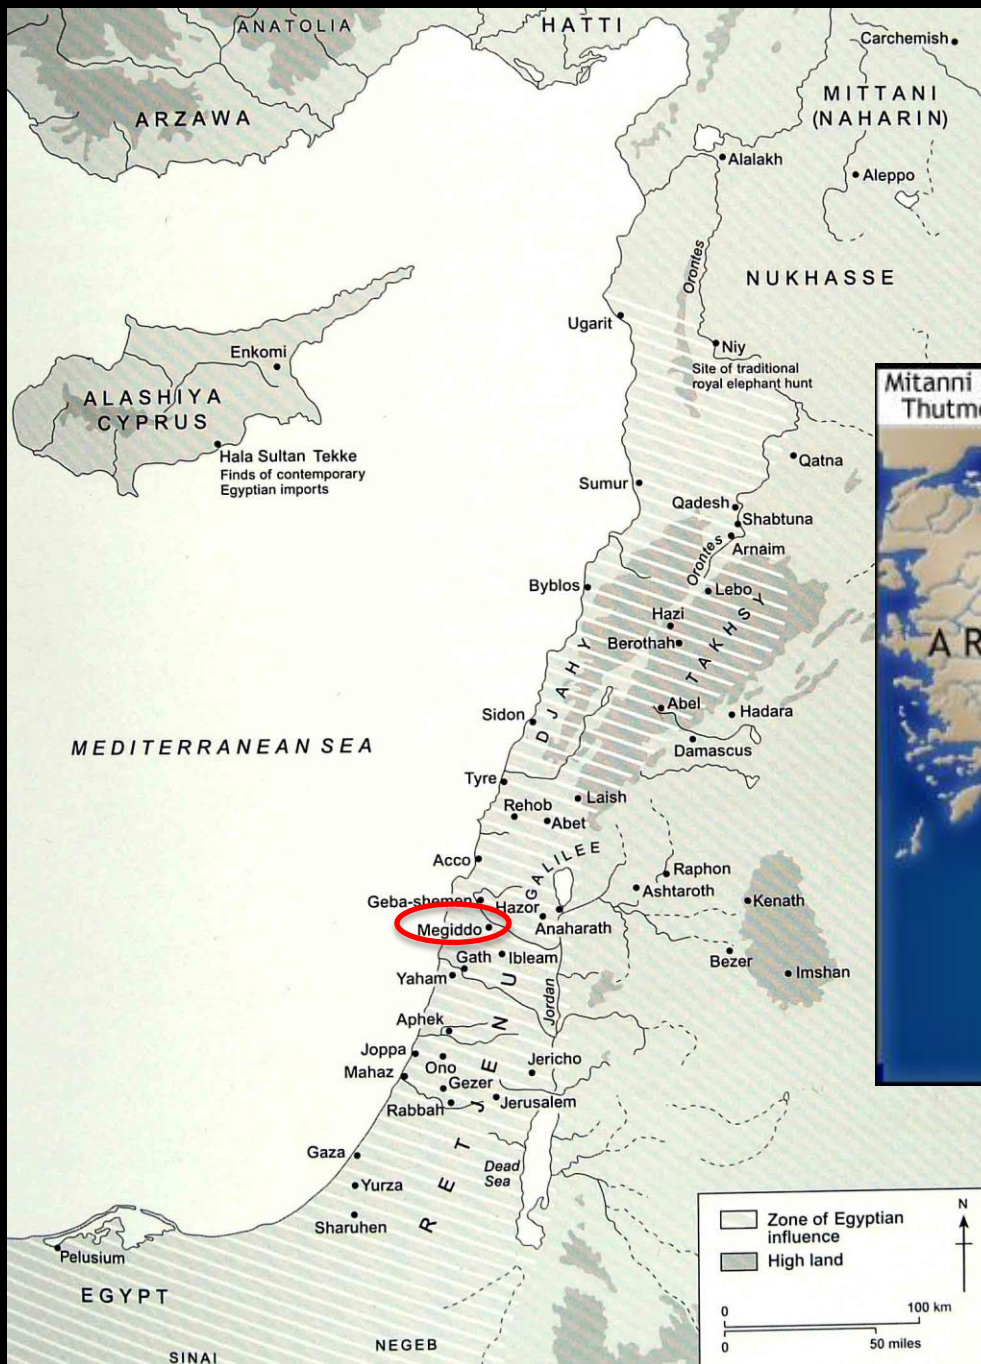 ANATOLIA
HATTI
Carchemish
ARZAWA
MITTANI
(NAHARIN)
Alalakh
Aleppo
Orontes
NUKHASSE
Ugarit
Niy
Site of traditional
royal elephant hunt
Enkomi
ALASHIYA
CYPRUS
Hala Sultan Tekke
Finds of contemporary
Egyptian imports
Mitanni
Thutm
Qatna
Sumur
Qadesh
Shabtuna
Arnaim
Orontes
Byblos
Lebo
Hazi
Berothah
TAKHSY
DJAHY
AR
Abel
Hadara
Sidon
Damascus
MEDITERRANEAN SEA
Tyre
Laish
Rehob
Abet
Acco
GALILEE
Raphon
Ashtaroth
Geba-shemen
Hazor
Kenath
Megiddo
Anaharath
Gath
Ibleam
Bezer
Imshan
Yaham
Jordan
Aphek
Joppa
Ono
Jericho
Mahaz
Gezer
Rabbah
Jerusalem
RETJENU
Gaza
Dead
Sea
Yurza
Sharuhen
Pelusium
EGYPT
NEGEB
SINAI
Zone of Egyptian
influence
High land
N
0
100 km
0
50 miles